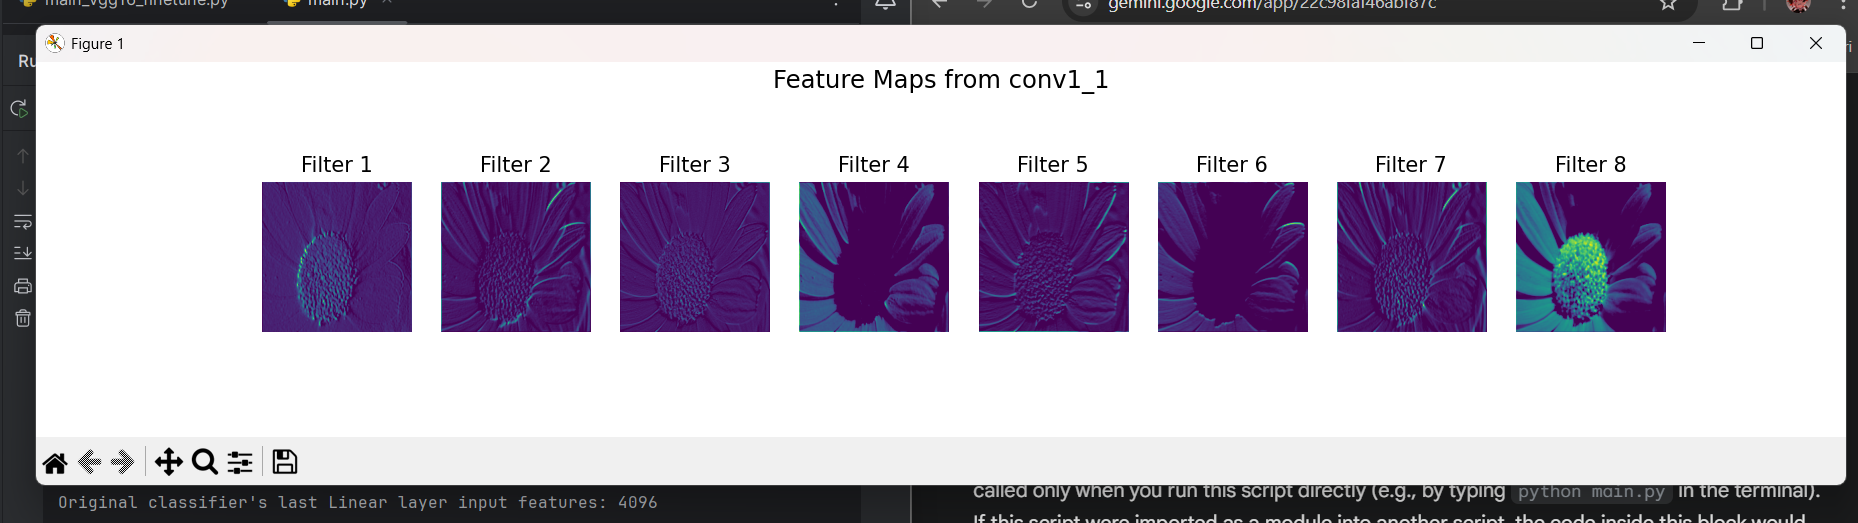 main_vgg16_finetune.py
main.py
gemini.google.com/app/22c98faf46abf87c
Ru
Figure 1
Feature Maps from conv1_1
Filter 1
Filter 2
Filter 3
Filter 4
Filter 5
Filter 6
Filter 7
Filter 8
Original classifier's last Linear layer input features: 4096
called only when you run this script directly (e.g., by typing python main.py in the terminal).
If this script were imported as a module into another script, the code inside this block would